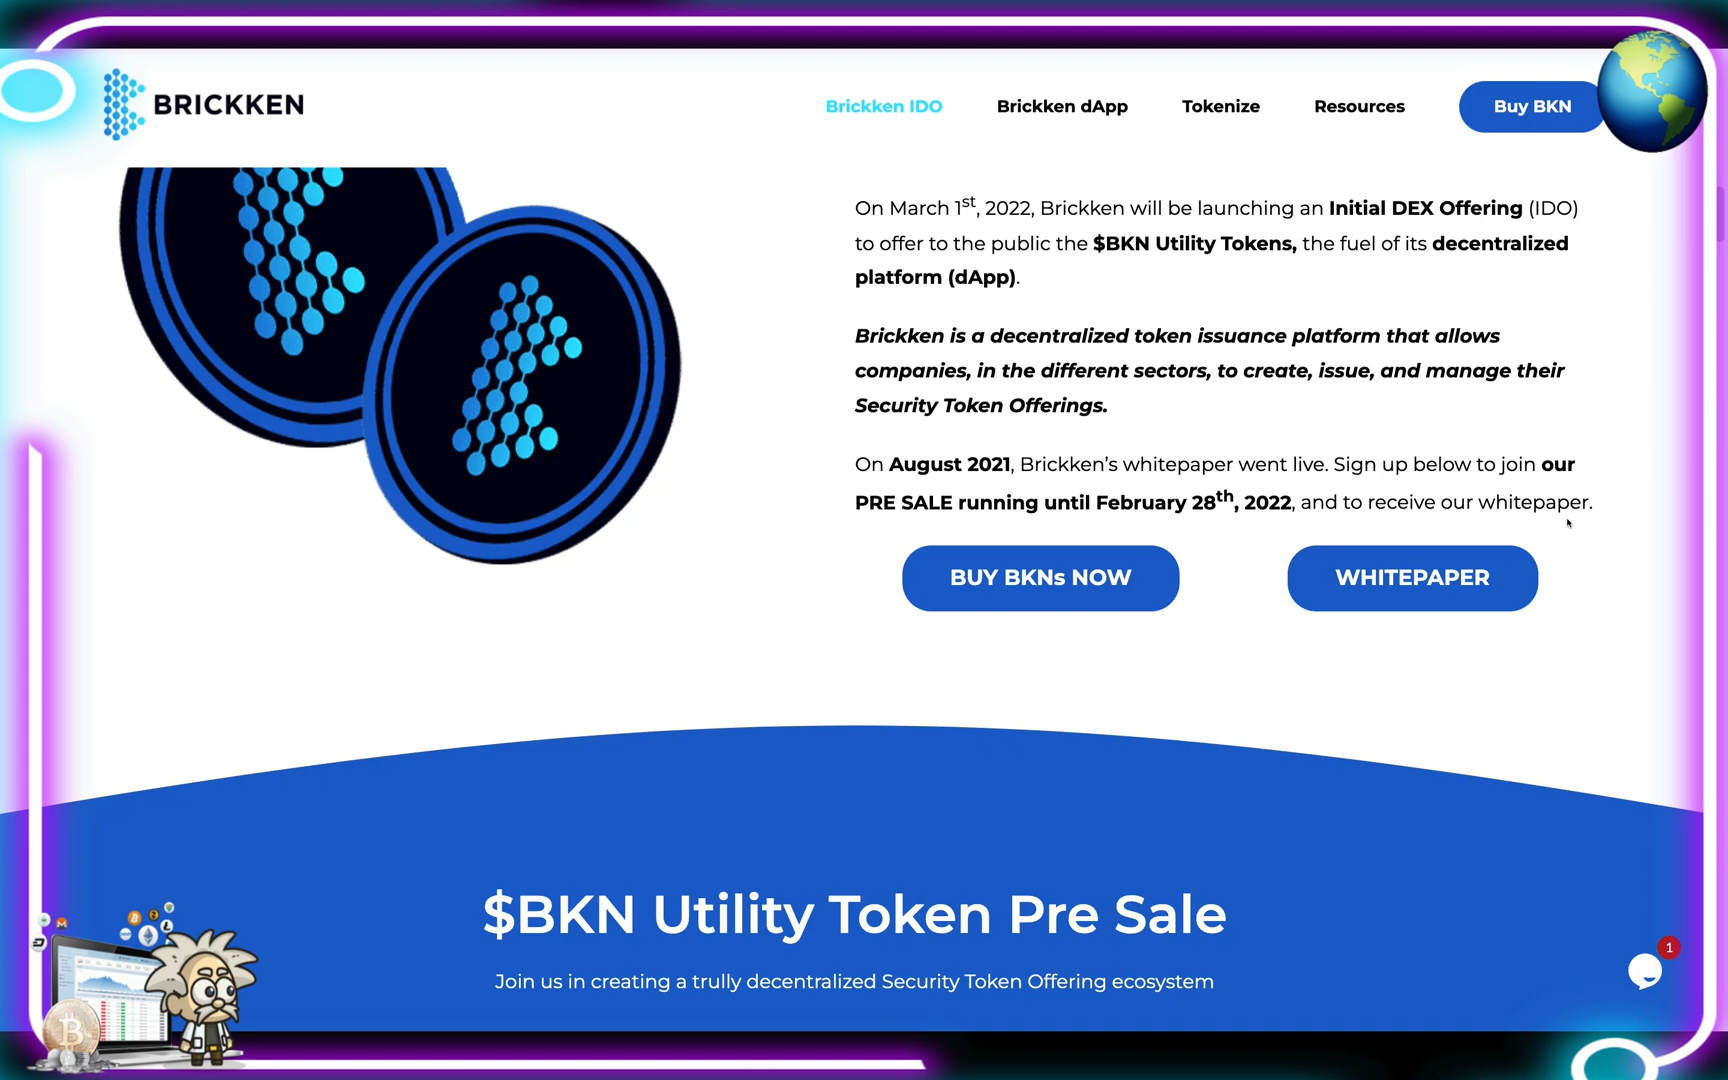 BRICKKEN
Brickken IDO
Brickken dApp
Tokenize
Resources
Buy BKN
On March 1st, 2022, Brickken will be launching an Initial DEX Offering (IDO)
to offer to the public the $BKN Utility Tokens, the fuel of its decentralized
platform (dApp).
Brickken is a decentralized token issuance platform that allows
companies, in the different sectors, to create, issue, and manage their
Security Token Offerings.
On August 2021, Brickken’s whitepaper went live. Sign up below to join our
PRE SALE running until February 28th, 2022, and to receive our whitepaper.
BUY BKNs NOW
WHITEPAPER
$BKN Utility Token Pre Sale
Join us in creating a trully decentralized Security Token Offering ecosystem
1